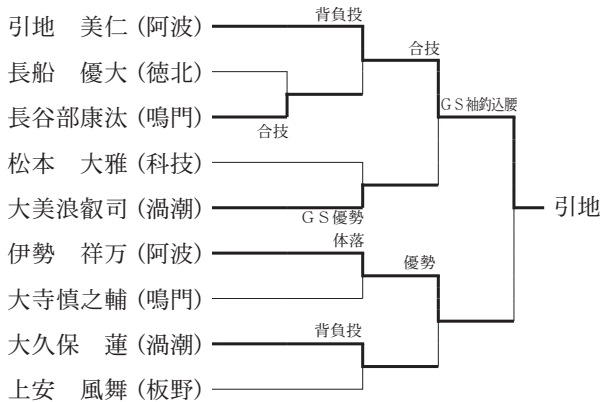 引地　美仁 (阿波)
背負投
合技
長船　優大 (徳北)
長谷部康汰 (鳴門)
合技
ＧＳ袖釣込腰
松本　大雅 (科技)
大美浪叡司 (渦潮)
ＧＳ優勢
引地
伊勢　祥万 (阿波)
体落
優勢
大寺慎之輔 (鳴門)
大久保　蓮 (渦潮)
背負投
上安　風舞 (板野)